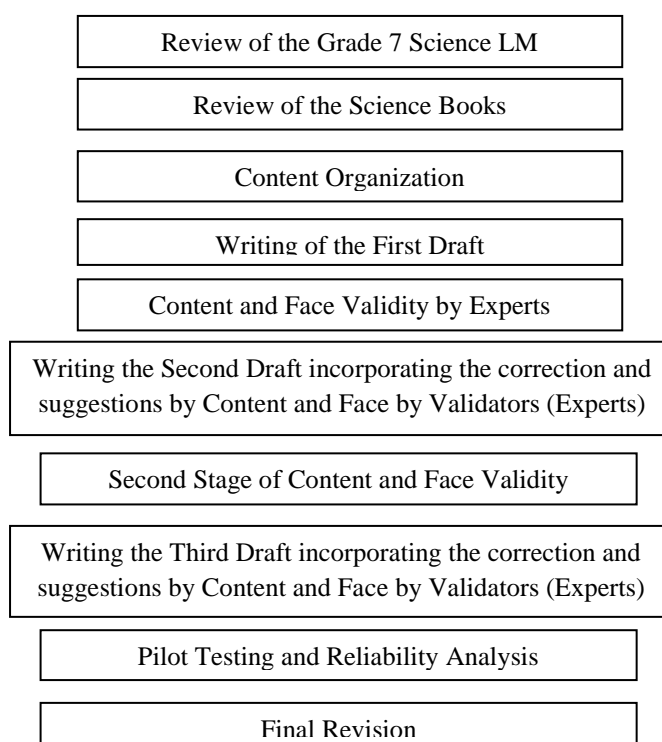 Review of the Grade 7 Science LM
Review of the Science Books
Content Organization
Writing of the First Draft
Content and Face Validity by Experts
Writing the Second Draft incorporating the correction and
suggestions by Content and Face by Validators (Experts)
Second Stage of Content and Face Validity
Writing the Third Draft incorporating the correction and
suggestions by Content and Face by Validators (Experts)
Pilot Testing and Reliability Analysis
Final Revision